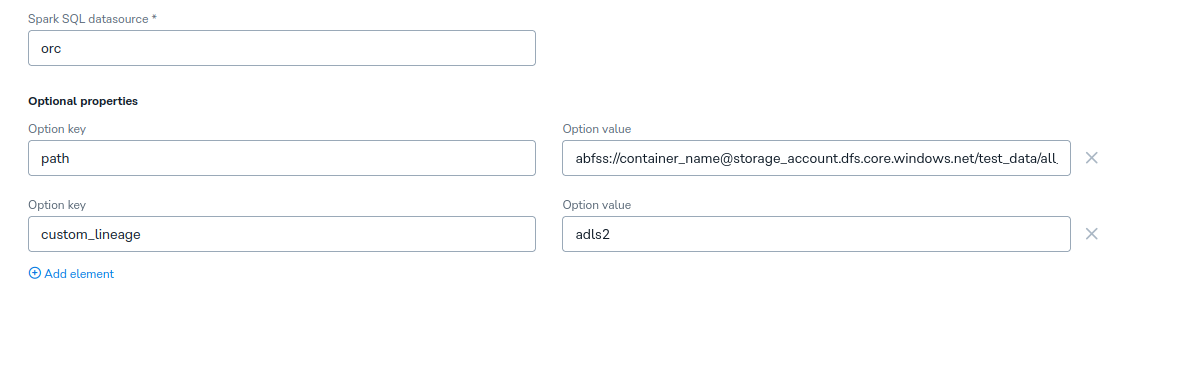 Spark SQL datasource *
orc
Optional properties
Option key Option value
path abfss://container_name@storage_account.dfs.core.windows.net/test_data/all_
Option key Option value
custom_lineage adls2
Add element